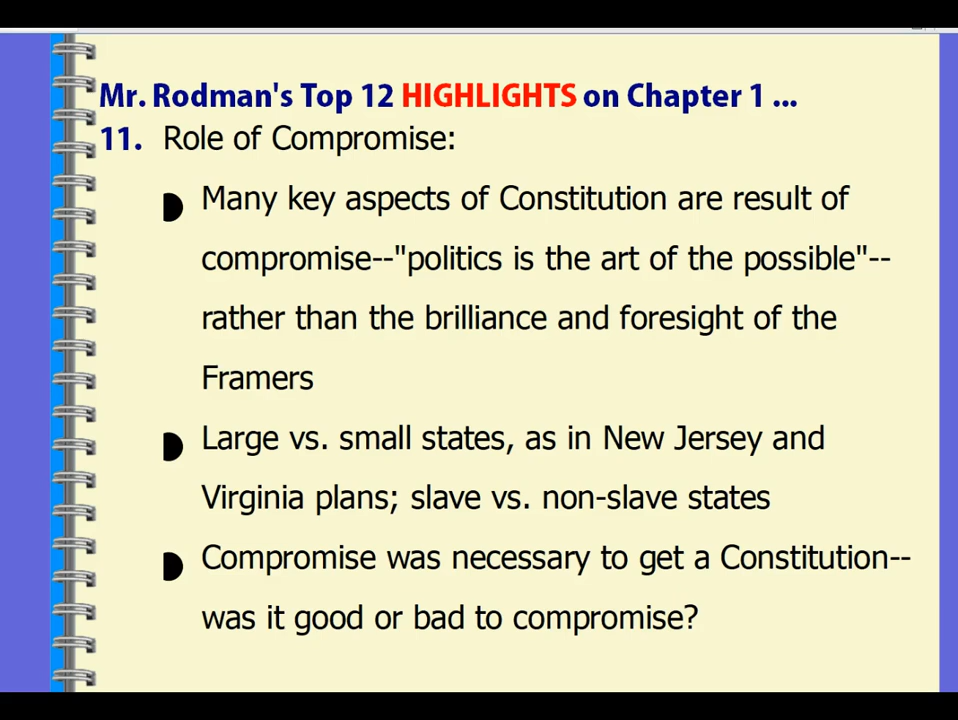 Mr. Rodman's Top 12 HIGHLIGHTS on Chapter 1 ...
11. Role of Compromise:
Many key aspects of Constitution are result of
compromise--"politics is the art of the possible"--
rather than the brilliance and foresight of the
Framers
Large vs. small states, as in New Jersey and
Virginia plans; slave vs. non-slave states
Compromise was necessary to get a Constitution--
was it good or bad to compromise?